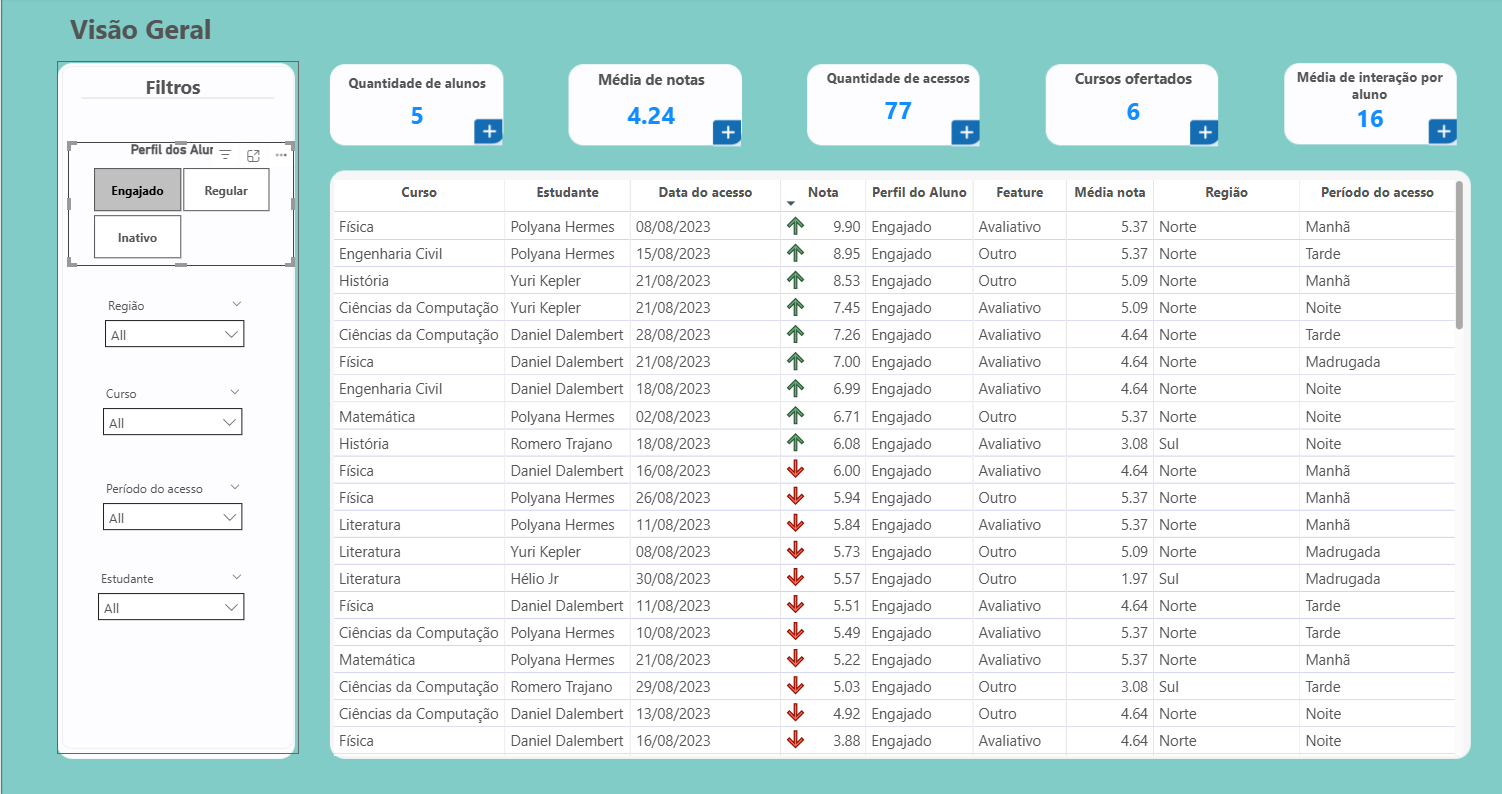 Visão Geral
Filtros
Perfil dos Alur
Engajado Regular
Inativo
Região
All
Curso
All
Período do acesso
All
Estudante
All
Quantidade de alunos
5
Média de notas
4.24
Quantidade de acessos
77
Cursos ofertados
6
Média de interação por
aluno
16
Curso Estudante Data do acesso Nota Perfil do Aluno Feature Média nota Região Período do acesso
Física Polyana Hermes 08/08/2023 9.90 Engajado Avaliativo 5.37 Norte Manhã
Engenharia Civil Polyana Hermes 15/08/2023 8.95 Engajado Outro 5.37 Norte Tarde
História Yuri Kepler 21/08/2023 8.53 Engajado Outro 5.09 Norte Manhã
Ciências da Computação Yuri Kepler 21/08/2023 7.45 Engajado Avaliativo 5.09 Norte Noite
Ciências da Computação Daniel Dalembert 28/08/2023 7.26 Engajado Avaliativo 4.64 Norte Tarde
Física Daniel Dalembert 21/08/2023 7.00 Engajado Avaliativo 4.64 Norte Madrugada
Engenharia Civil Daniel Dalembert 18/08/2023 6.99 Engajado Avaliativo 4.64 Norte Noite
Matemática Polyana Hermes 02/08/2023 6.71 Engajado Outro 5.37 Norte Noite
História Romero Trajano 18/08/2023 6.08 Engajado Avaliativo 3.08 Sul Noite
Física Daniel Dalembert 16/08/2023 6.00 Engajado Avaliativo 4.64 Norte Manhã
Física Polyana Hermes 26/08/2023 5.94 Engajado Outro 5.37 Norte Manhã
Literatura Polyana Hermes 11/08/2023 5.84 Engajado Avaliativo 5.37 Norte Manhã
Literatura Yuri Kepler 08/08/2023 5.73 Engajado Outro 5.09 Norte Madrugada
Literatura Hélio Jr 30/08/2023 5.57 Engajado Outro 1.97 Sul Madrugada
Física Daniel Dalembert 11/08/2023 5.51 Engajado Avaliativo 4.64 Norte Tarde
Ciências da Computação Polyana Hermes 10/08/2023 5.49 Engajado Avaliativo 5.37 Norte Tarde
Matemática Polyana Hermes 21/08/2023 5.22 Engajado Avaliativo 5.37 Norte Manhã
Ciências da Computação Romero Trajano 29/08/2023 5.03 Engajado Outro 3.08 Sul Tarde
Ciências da Computação Daniel Dalembert 13/08/2023 4.92 Engajado Outro 4.64 Norte Noite
Física Daniel Dalembert 16/08/2023 3.88 Engajado Avaliativo 4.64 Norte Noite